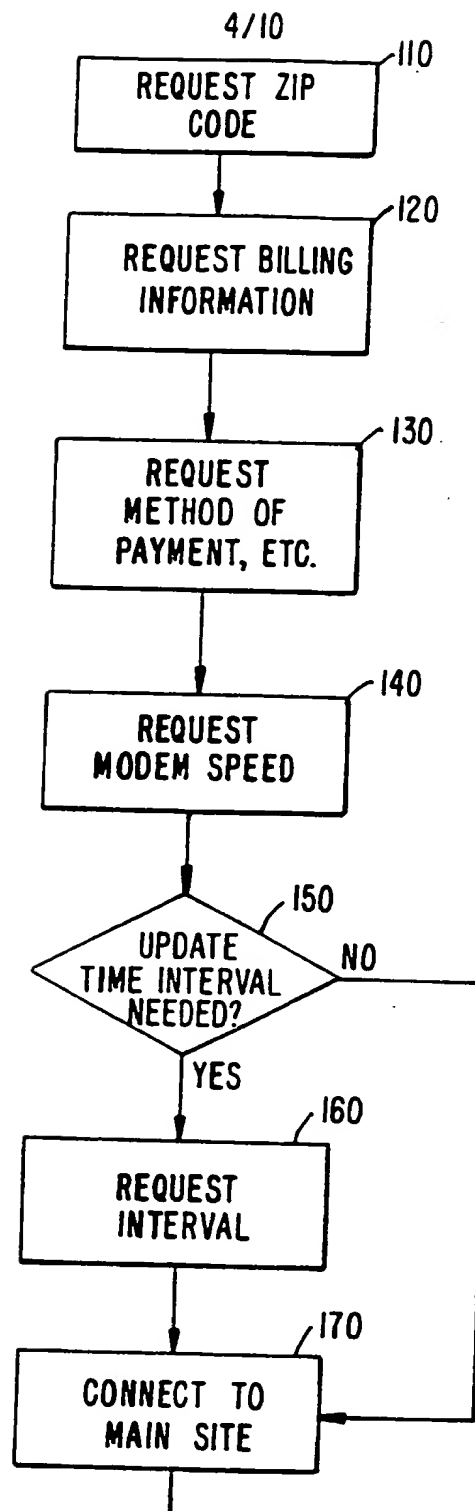 4/10
110
REQUEST ZIP
CODE
120
REQUEST BILLING
INFORMATION
130
REQUEST
METHOD OF
PAYMENT, ETC.
140
REQUEST
MODEM SPEED
150
UPDATE
TIME INTERVAL
NEEDED?
NO
YES
160
REQUEST
INTERVAL
170
CONNECT TO
MAIN SITE